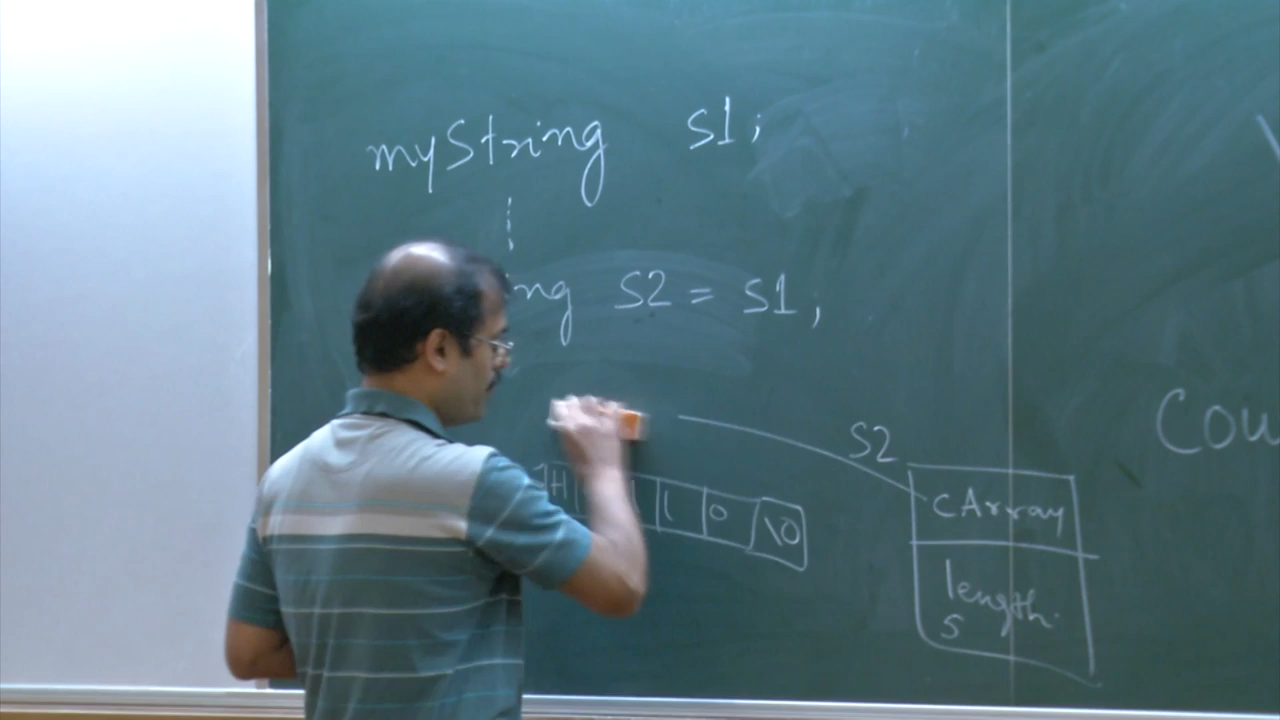 myString S1;
ng S2 = S1,
Cou
S2
cArray
H l o \0
length
5